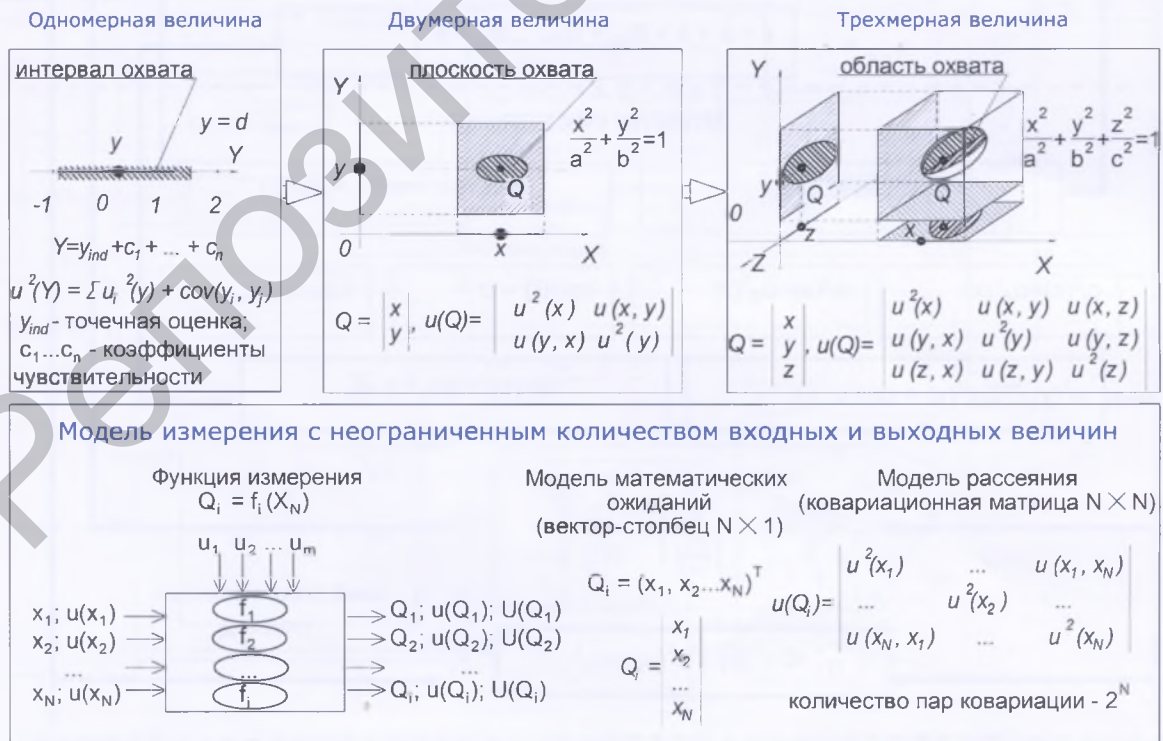 Одномерная величина
Двумерная величина
Трехмерная величина
интервал охвата
y = d
y
Y
-1 0 1 2
Y=y_ind +c_1 + ... + c_n
u²(Y) = Σ u_i ²(y) + cov(y_i, y_j)
y_ind - точечная оценка;
c_1...c_n - коэффициенты
чувствительности
плоскость охвата
Y
x²/a² + y²/b² =1
y
Q
0
x
X
Q = | x y |, u(Q)= | u²(x) u(x, y)
u(y, x) u²(y) |
Y
область охвата
x²/a² + y²/b² + z²/c² =1
y
Q
Q
0
z
x
Z
X
Q = | x y z |, u(Q)= | u²(x) u(x, y) u(x, z)
u(y, x) u²(y) u(y, z)
u(z, x) u(z, y) u²(z) |
Модель измерения с неограниченным количеством входных и выходных величин
Функция измерения
Q_i = f_i (X_N)
u_1 u_2 ... u_m
x_1; u(x_1) f_1 Q_1; u(Q_1); U(Q_1)
x_2; u(x_2) f_2 Q_2; u(Q_2); U(Q_2)
... ... ...
x_N; u(x_N) f_i Q_i; u(Q_i); U(Q_i)
Модель математических
ожиданий
(вектор-столбец N × 1)
Q_i = (x_1, x_2...x_N)^T
Q_i = | x_1
x_2
...
x_N |
Модель рассеяния
(ковариационная матрица N × N)
u(Q_i)= | u²(x_1) ... u(x_1, x_N)
... u²(x_2) ...
u(x_N, x_1) ... u²(x_N) |
количество пар ковариации - 2^N
Репозито